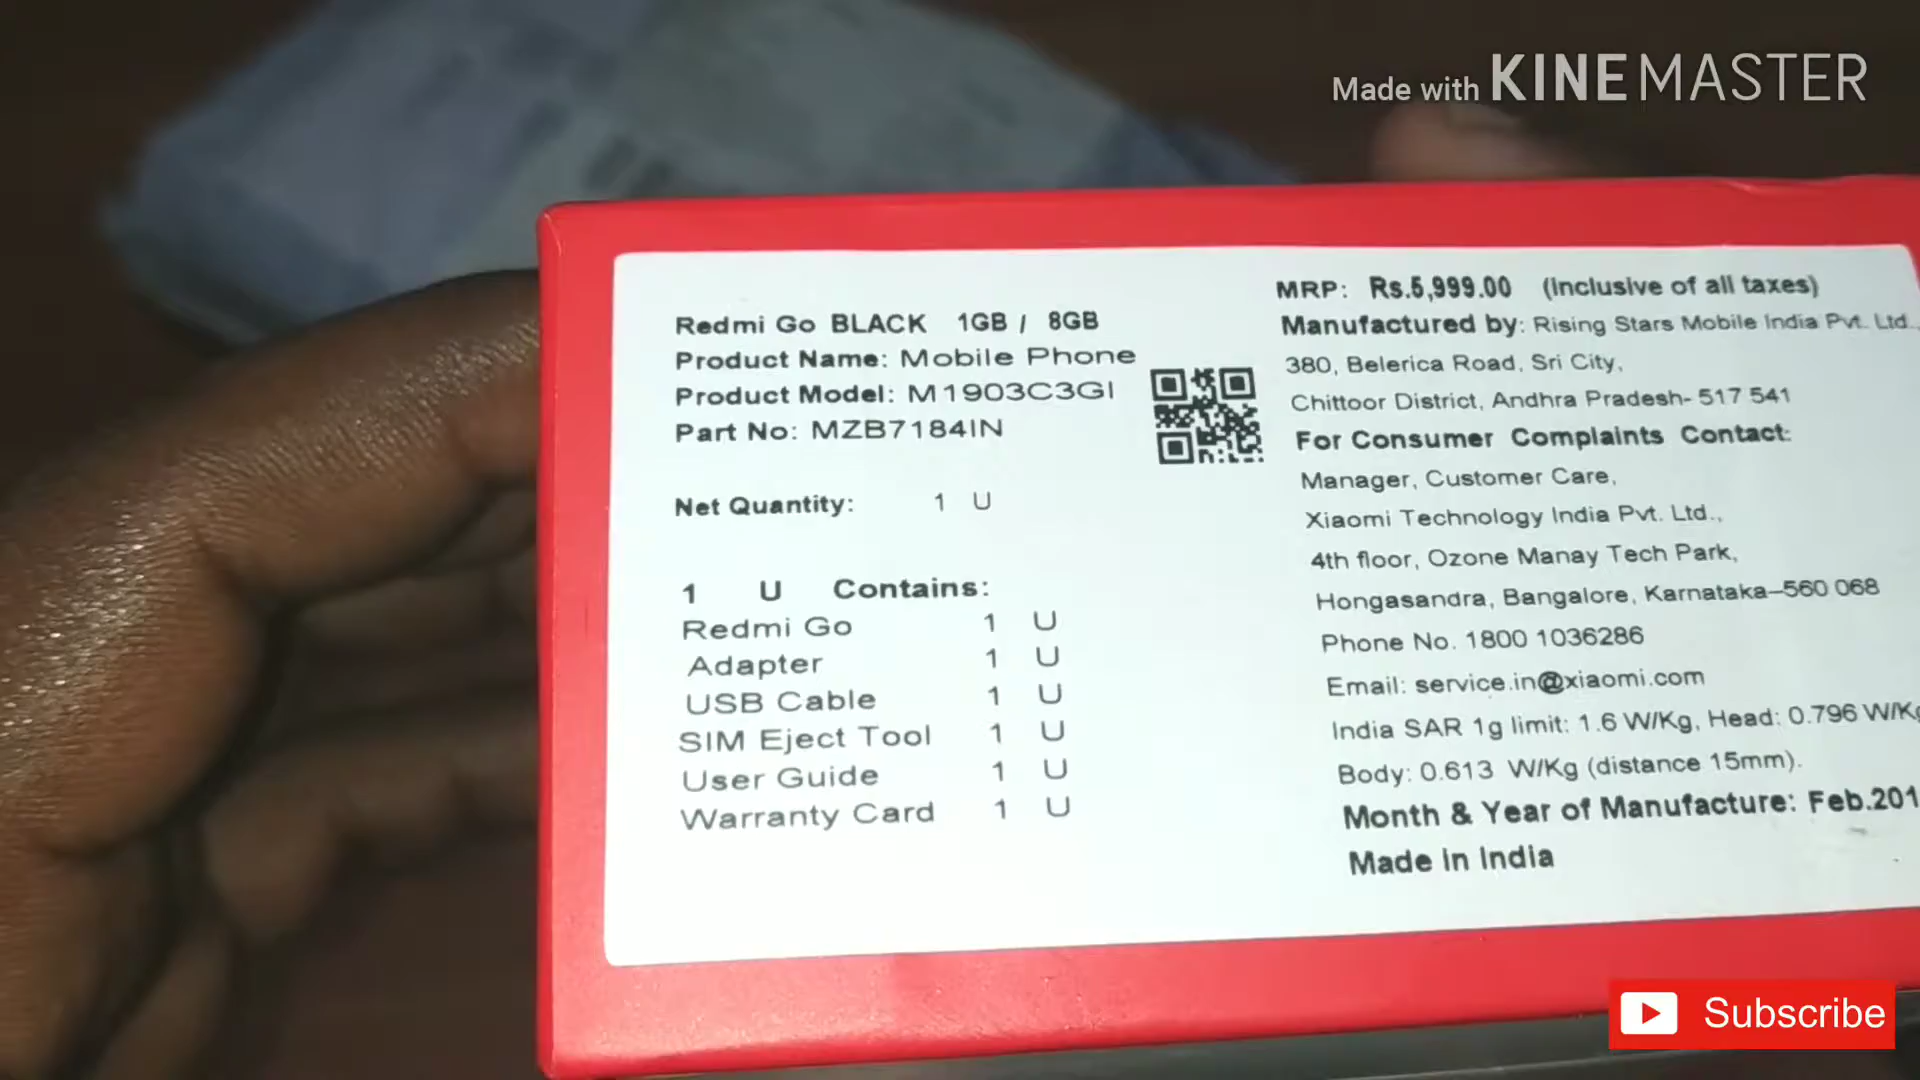 Made with KINEMASTER
Redmi Go BLACK 1GB / 8GB
Product Name: Mobile Phone
Product Model: M1903C3GI
Part No: MZB7184IN
Net Quantity: 1 U
1 U Contains:
Redmi Go 1 U
Adapter 1 U
USB Cable 1 U
SIM Eject Tool 1 U
User Guide 1 U
Warranty Card 1 U
MRP: Rs.5,999.00 (inclusive of all taxes)
Manufactured by: Rising Stars Mobile India Pvt. Ltd.,
380, Belerica Road, Sri City,
Chittoor District, Andhra Pradesh- 517 541
For Consumer Complaints Contact:
Manager, Customer Care,
Xiaomi Technology India Pvt. Ltd.,
4th floor, Ozone Manay Tech Park,
Hongasandra, Bangalore, Karnataka–560 068
Phone No. 1800 1036286
Email: service.in@xiaomi.com
India SAR 1g limit: 1.6 W/Kg, Head: 0.796 W/Kg
Body: 0.613 W/Kg (distance 15mm).
Month & Year of Manufacture: Feb.201
Made in India
Subscribe